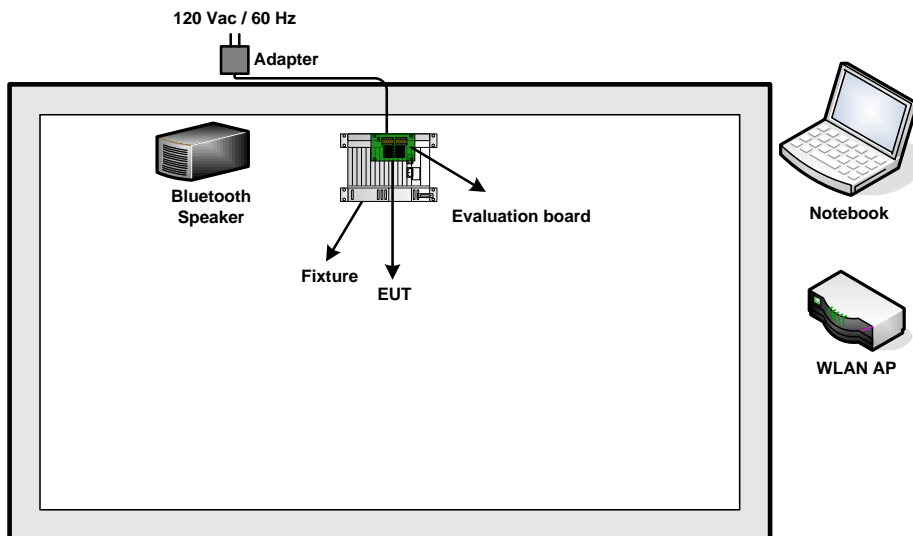 120 Vac / 60 Hz
Adapter
Bluetooth
Speaker
Evaluation board
Fixture
EUT
Notebook
WLAN AP